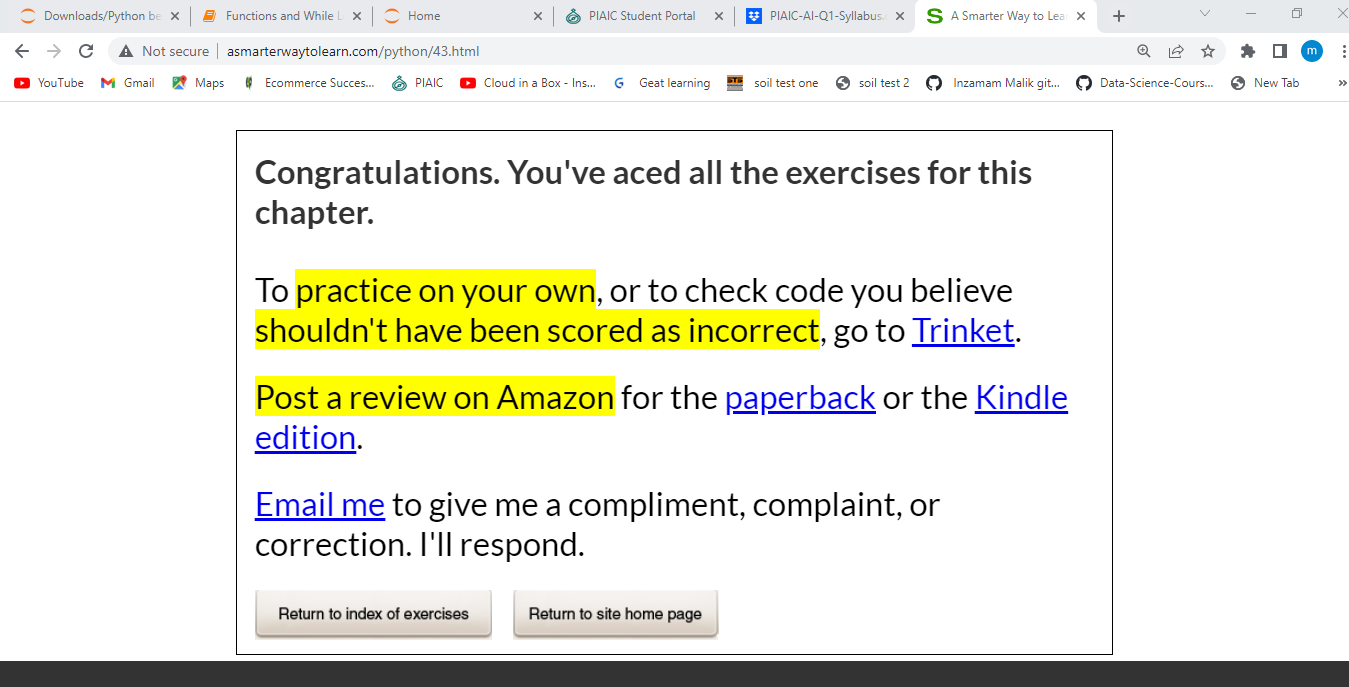 Downloads/Python be
Functions and While L
Home
PIAIC Student Portal
PIAIC-AI-Q1-Syllabus.
A Smarter Way to Lea
Not secure
asmarterwaytolearn.com/python/43.html
m
YouTube
Gmail
Maps
Ecommerce Succes...
PIAIC
Cloud in a Box - Ins...
Geat learning
soil test one
soil test 2
Inzamam Malik git...
Data-Science-Cours...
New Tab
»
Congratulations. You've aced all the exercises for this
chapter.
To practice on your own, or to check code you believe
shouldn't have been scored as incorrect, go to Trinket.
Post a review on Amazon for the paperback or the Kindle
edition.
Email me to give me a compliment, complaint, or
correction. I'll respond.
Return to index of exercises
Return to site home page